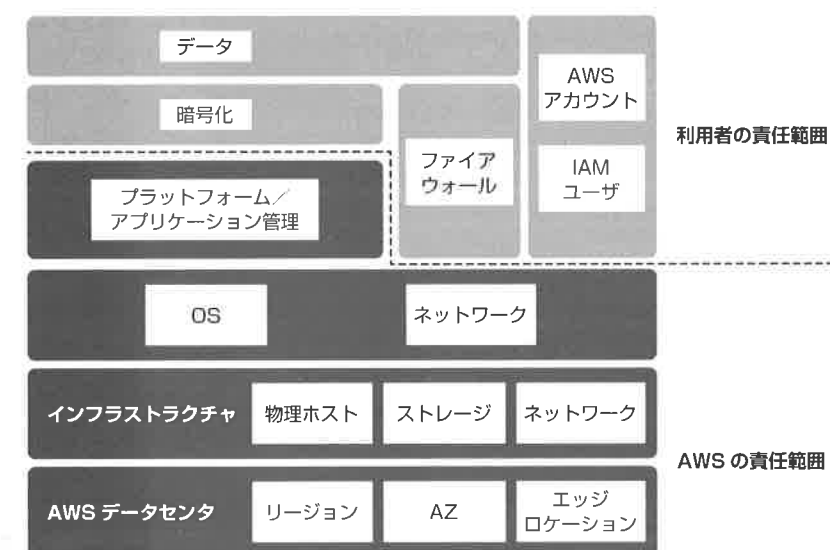 データ
AWS
アカウント
暗号化
利用者の責任範囲
ファイア
ウォール
IAM
ユーザ
プラットフォーム／
アプリケーション管理
OS
ネットワーク
インフラストラクチャ
物理ホスト
ストレージ
ネットワーク
AWS の責任範囲
AWS データセンタ
リージョン
AZ
エッジ
ロケーション